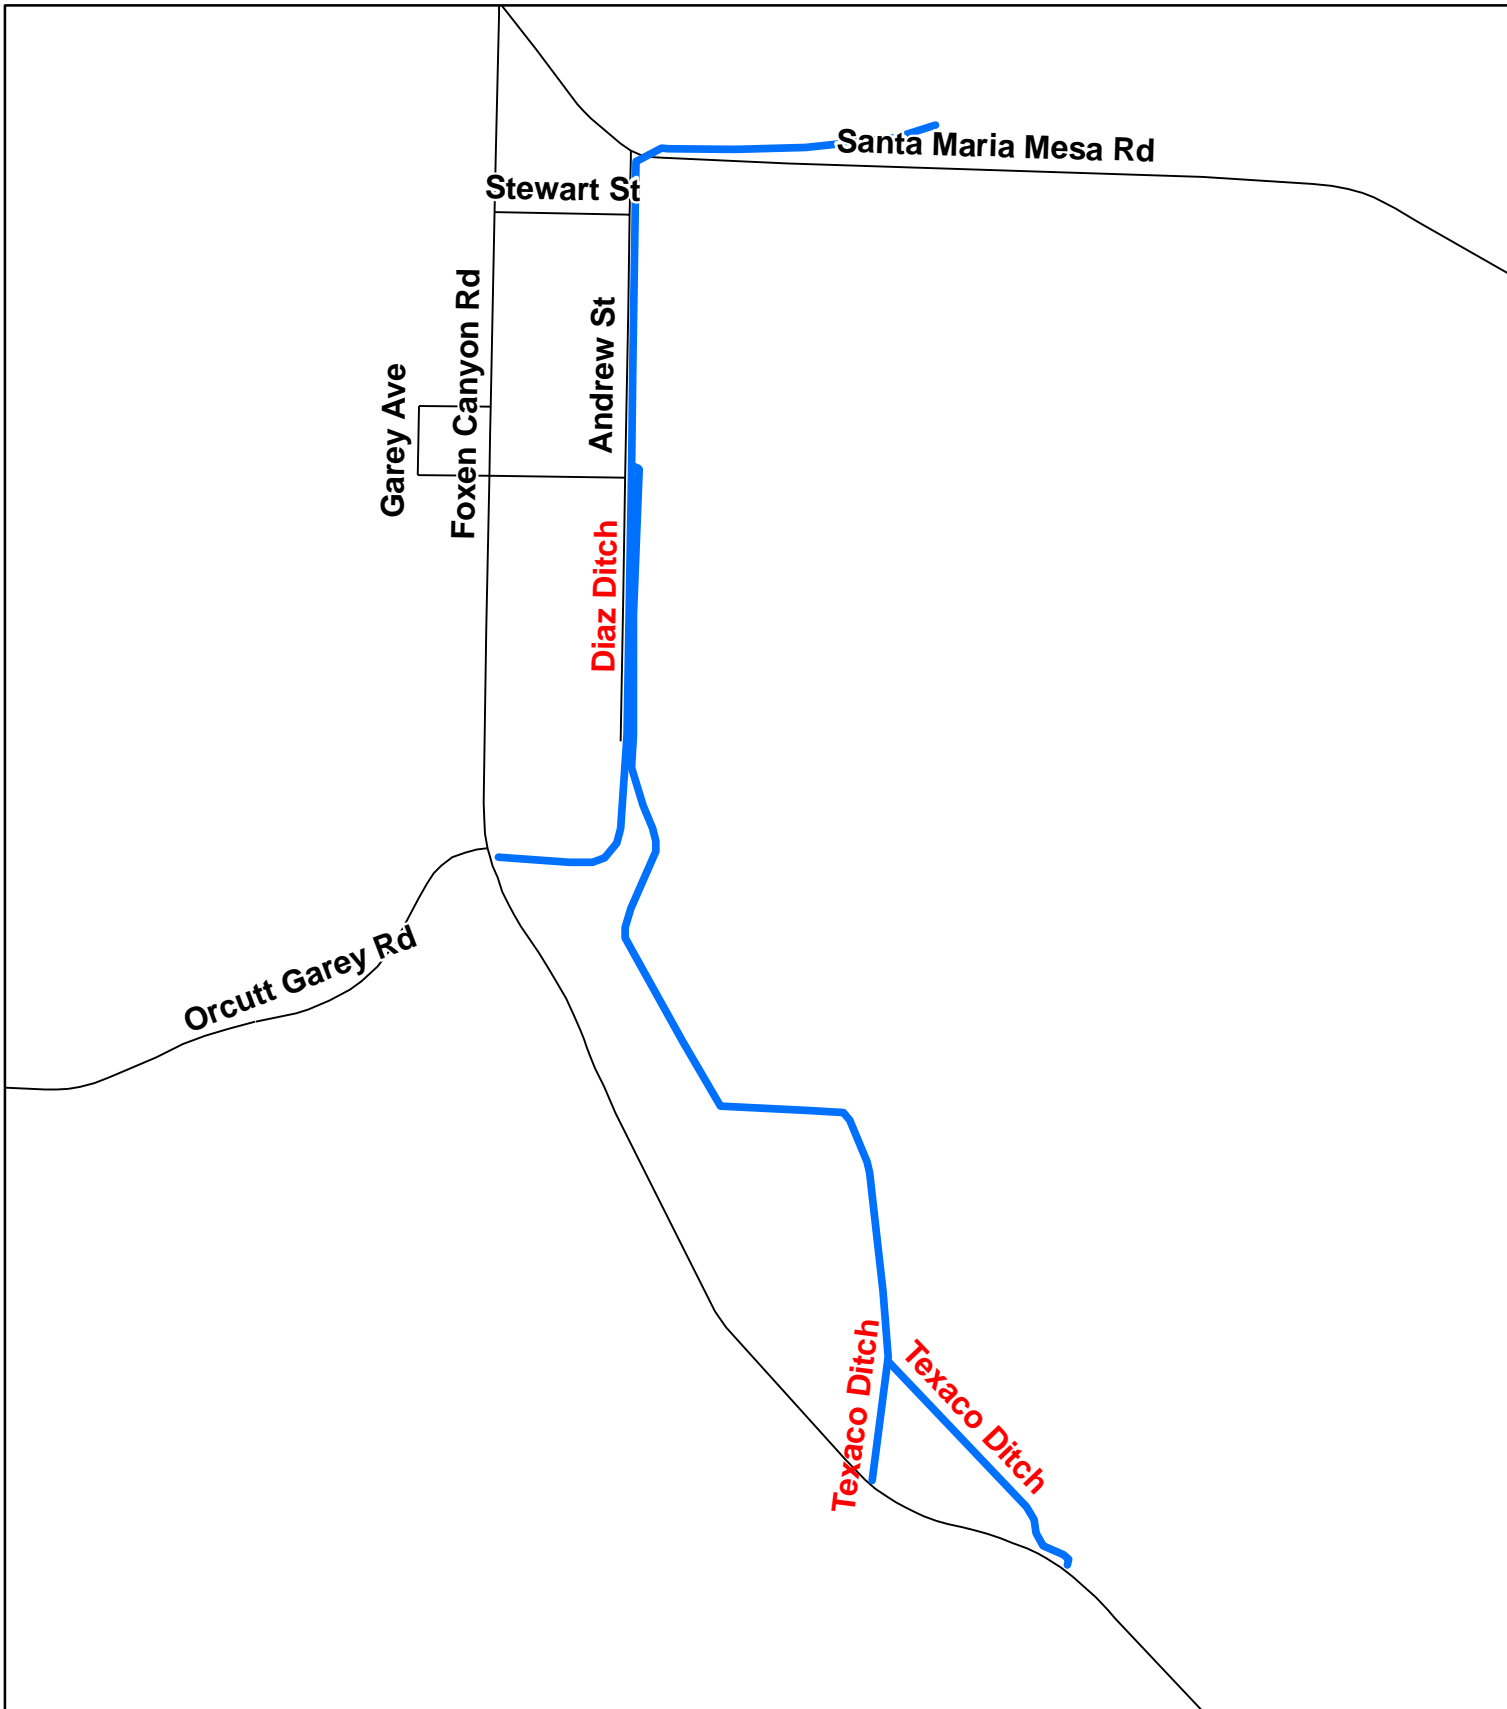 Santa Maria Mesa Rd
Stewart St
Foxen Canyon Rd
Andrew St
Garey Ave
Diaz Ditch
Orcutt Garey Rd
Texaco Ditch
Texaco Ditch